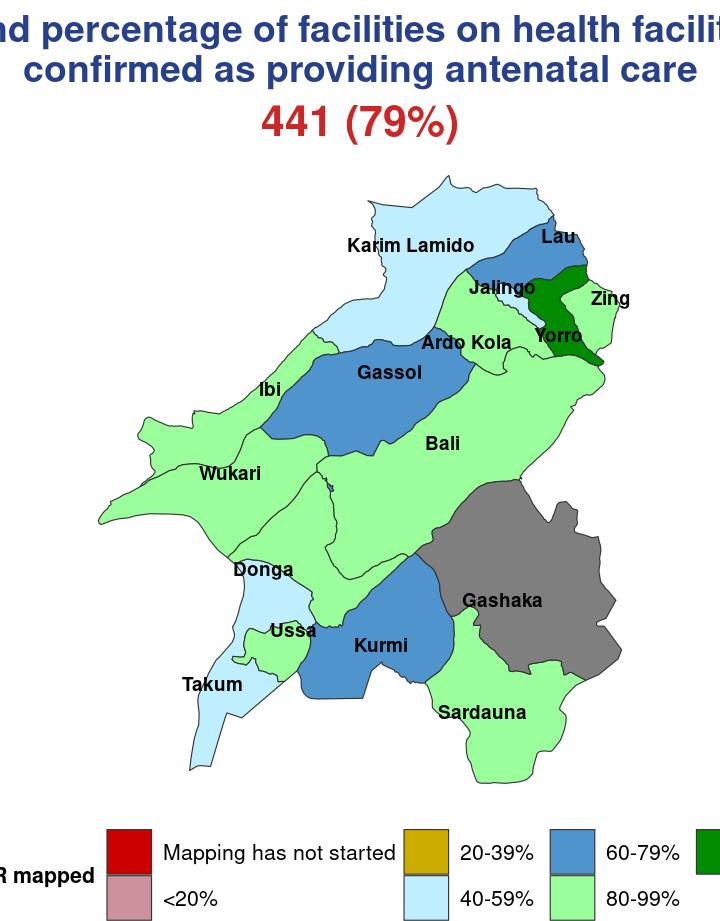 percentage of facilities on health
confirmed as providing antenatal care
441 (79%)
Karim Lamido
Lau
Jalingo
Zing
Yorro
Ardo Kola
Gassol
Ibi
Bali
Wukari
Donga
Gashaka
Ussa
Kurmi
Takum
Sardauna
Mapping has not started
20-39%
60-79%
R mapped
<20%
40-59%
80-99%